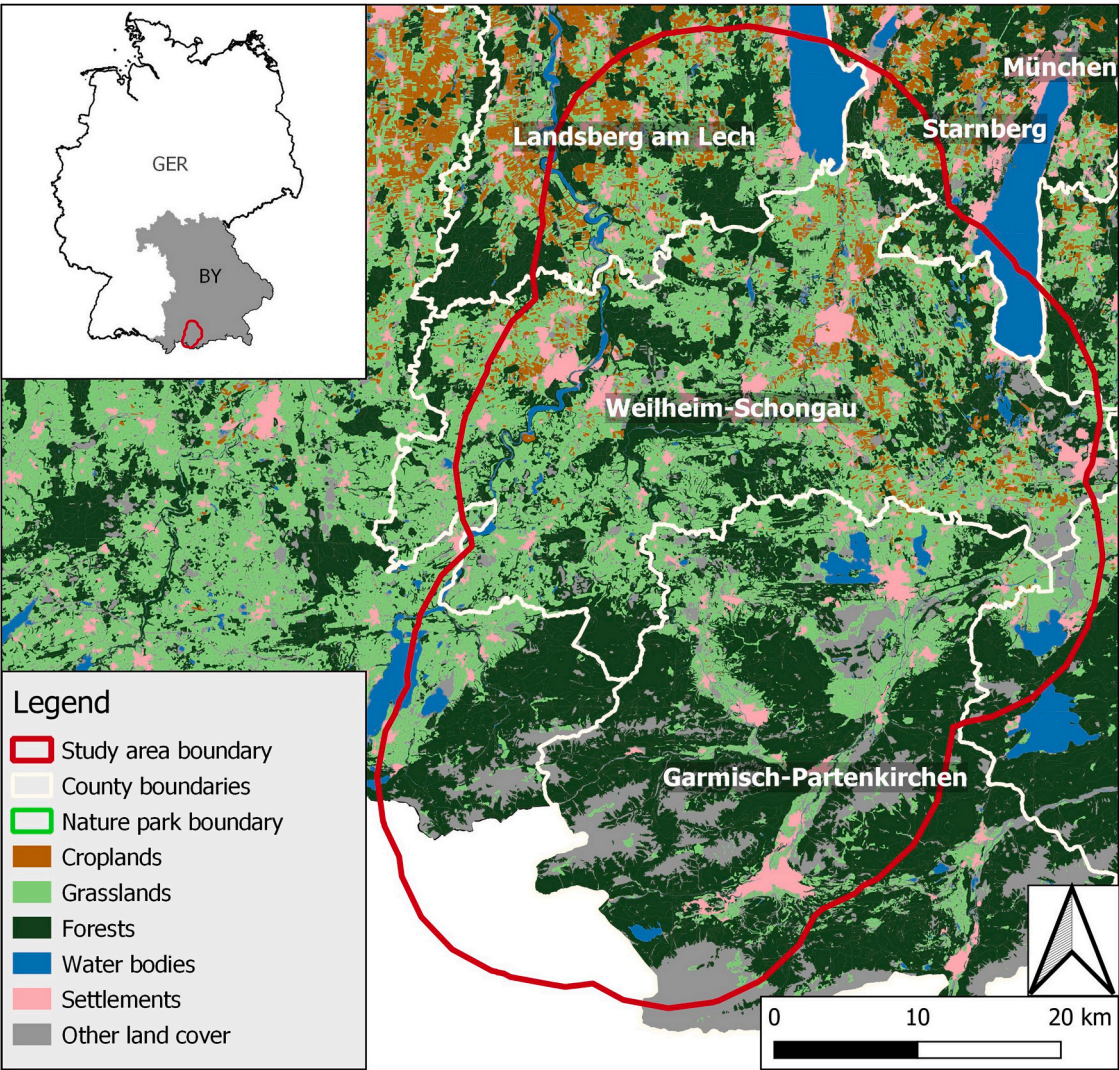 GER
BY
München
Landsberg am Lech
Starnberg
Weilheim-Schongau
Garmisch-Partenkirchen
Legend
Study area boundary
County boundaries
Nature park boundary
Croplands
Grasslands
Forests
Water bodies
Settlements
Other land cover
0 10 20 km